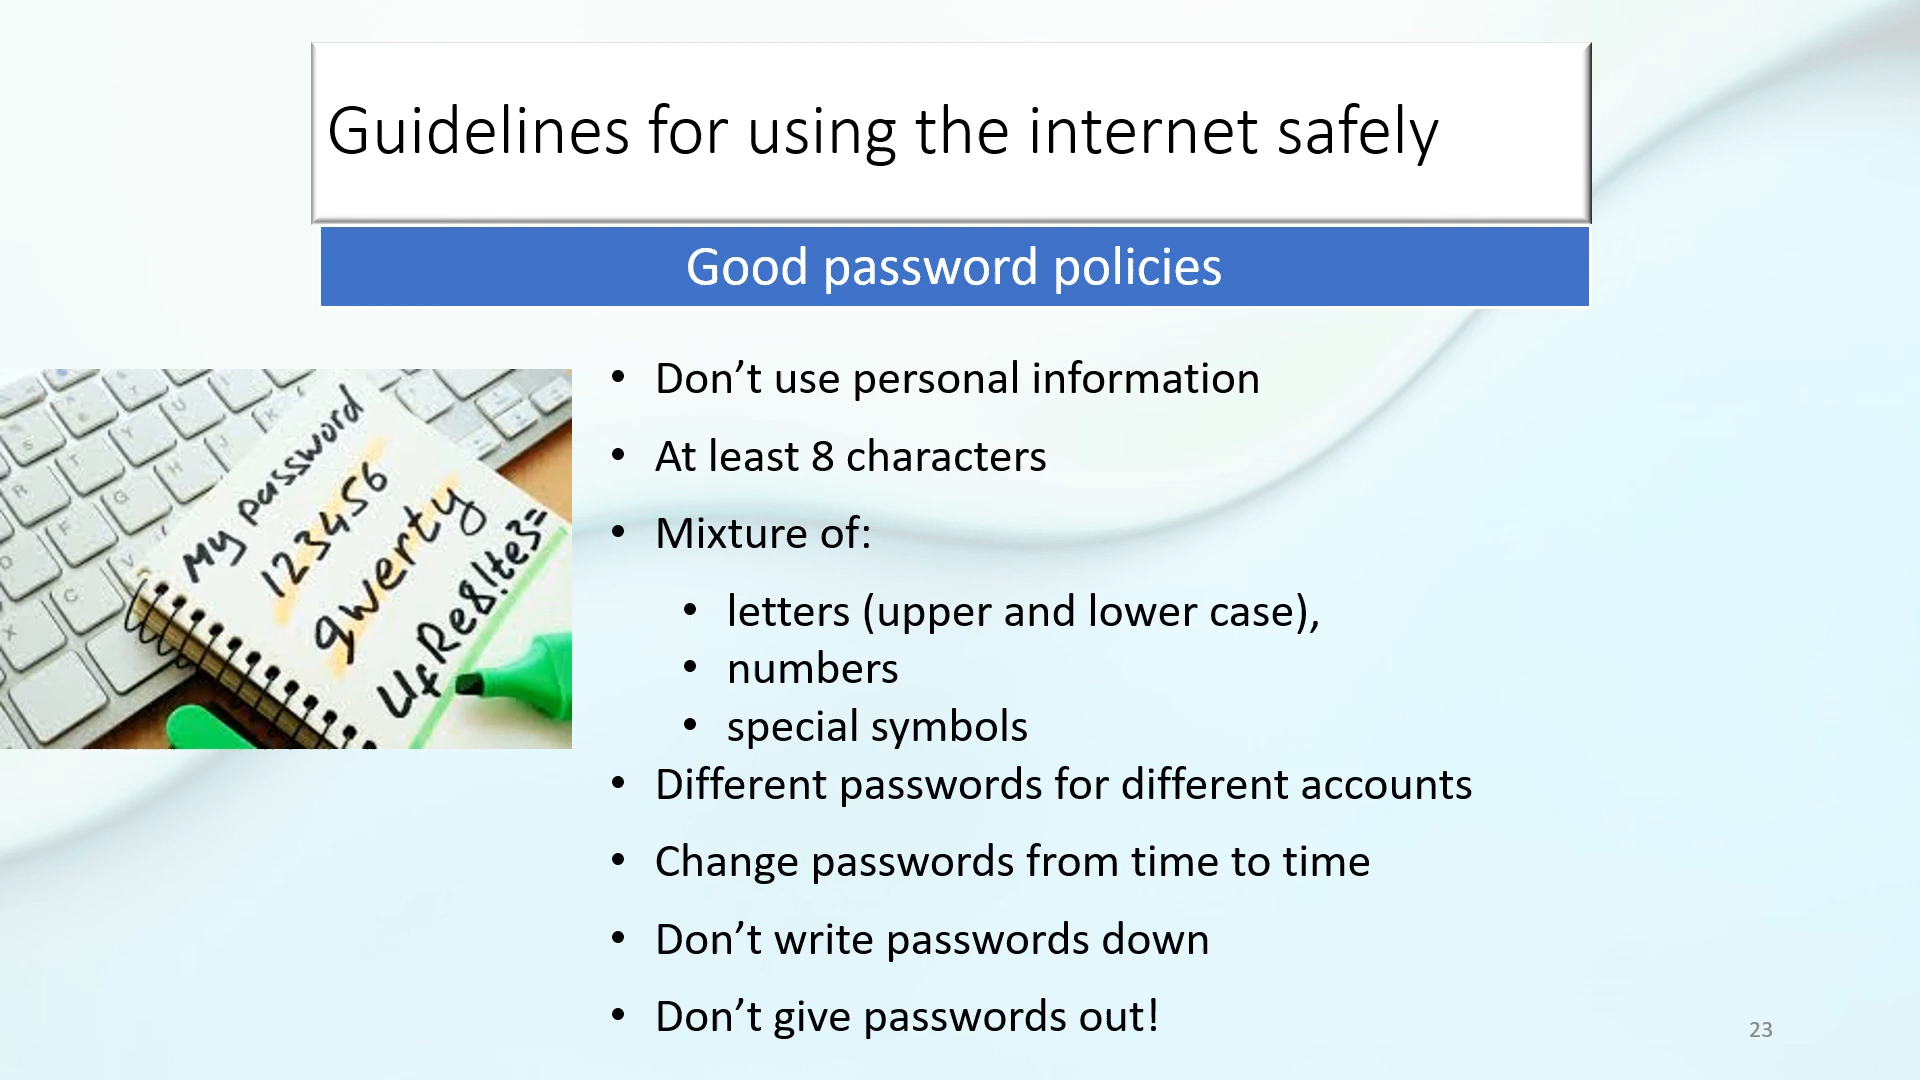 Guidelines for using the internet safely
Good password policies
• Don’t use personal information
• At least 8 characters
• Mixture of:
• letters (upper and lower case),
• numbers
• special symbols
• Different passwords for different accounts
• Change passwords from time to time
• Don’t write passwords down
• Don’t give passwords out!
My password
123456
qwerty
23